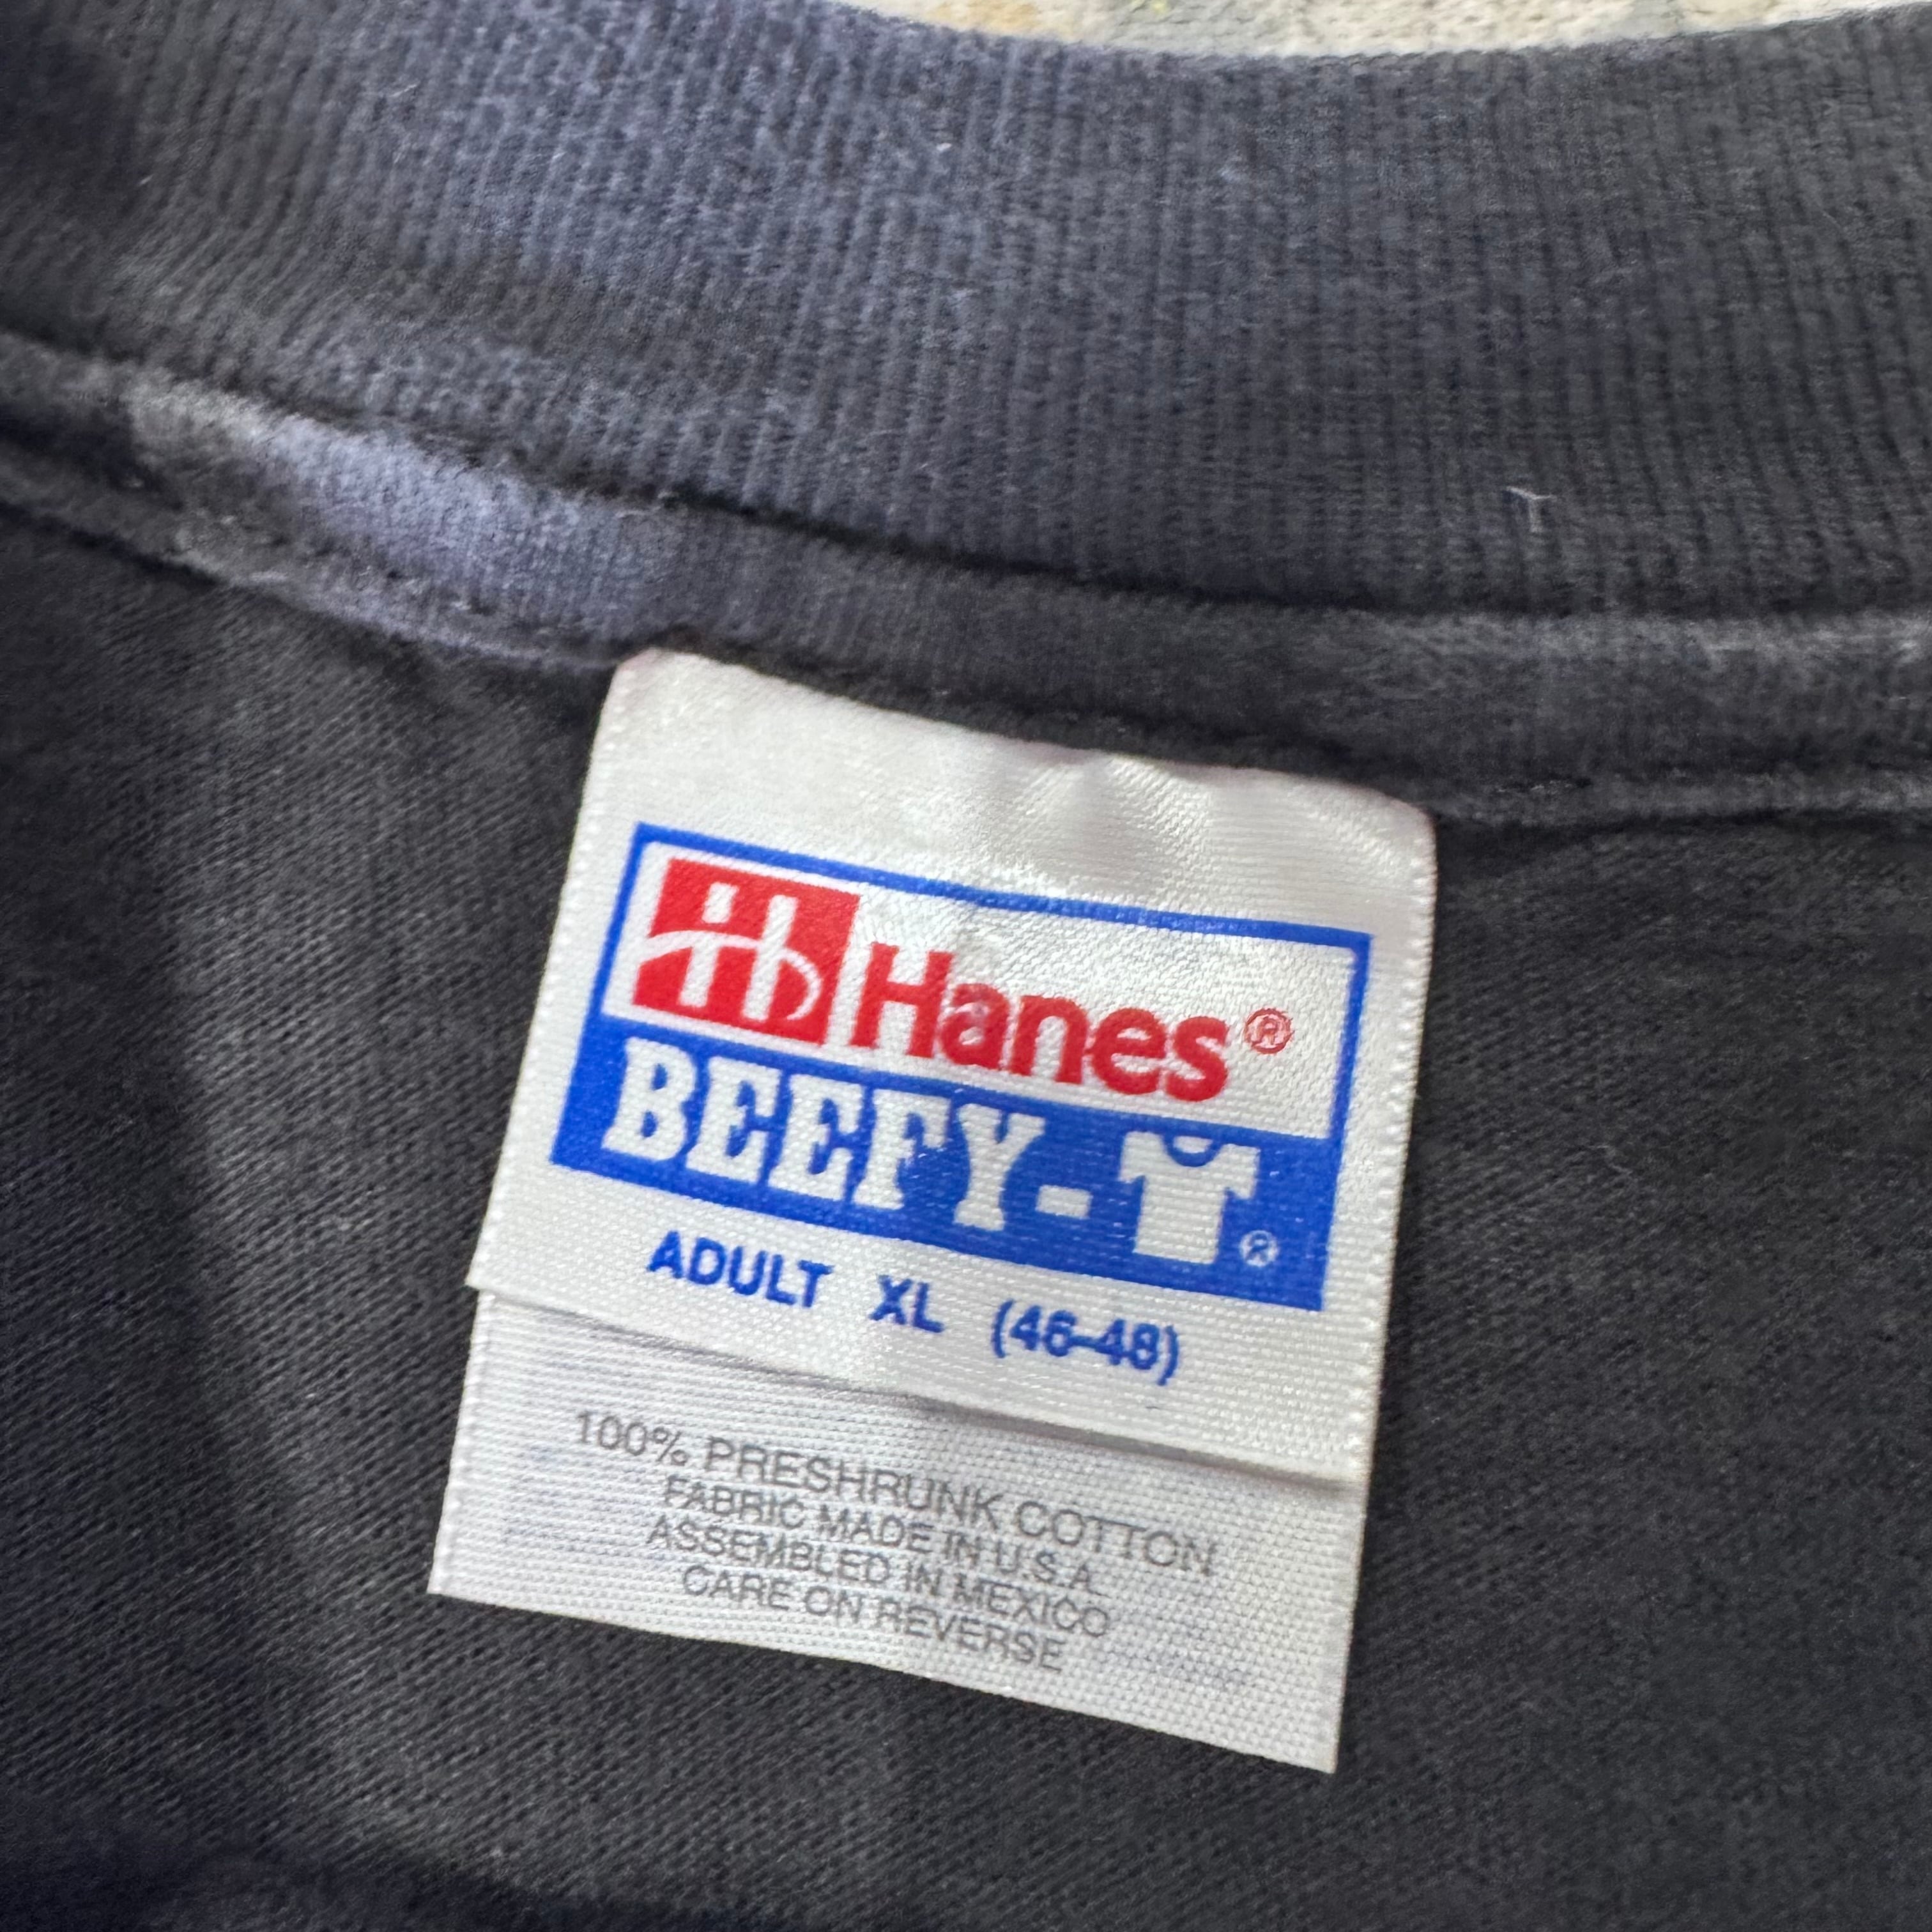 Hanes®
BEEFY-T®
ADULT XL (46-48)
100% PRESHRUNK COTTON
FABRIC MADE IN U.S.A.
ASSEMBLED IN MEXICO
CARE ON REVERSE